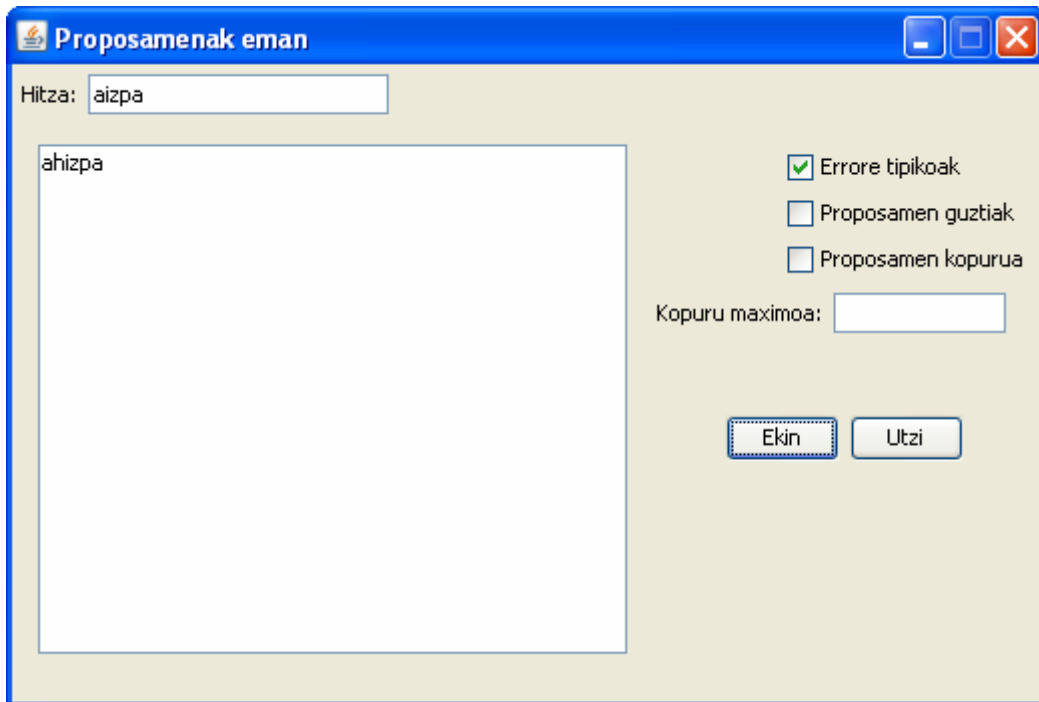 Proposamenak eman
Hitza: aizpa
ahizpa
Errore tipikoak
Proposamen guztiak
Proposamen kopurua
Kopuru maximoa:
Ekin Utzi